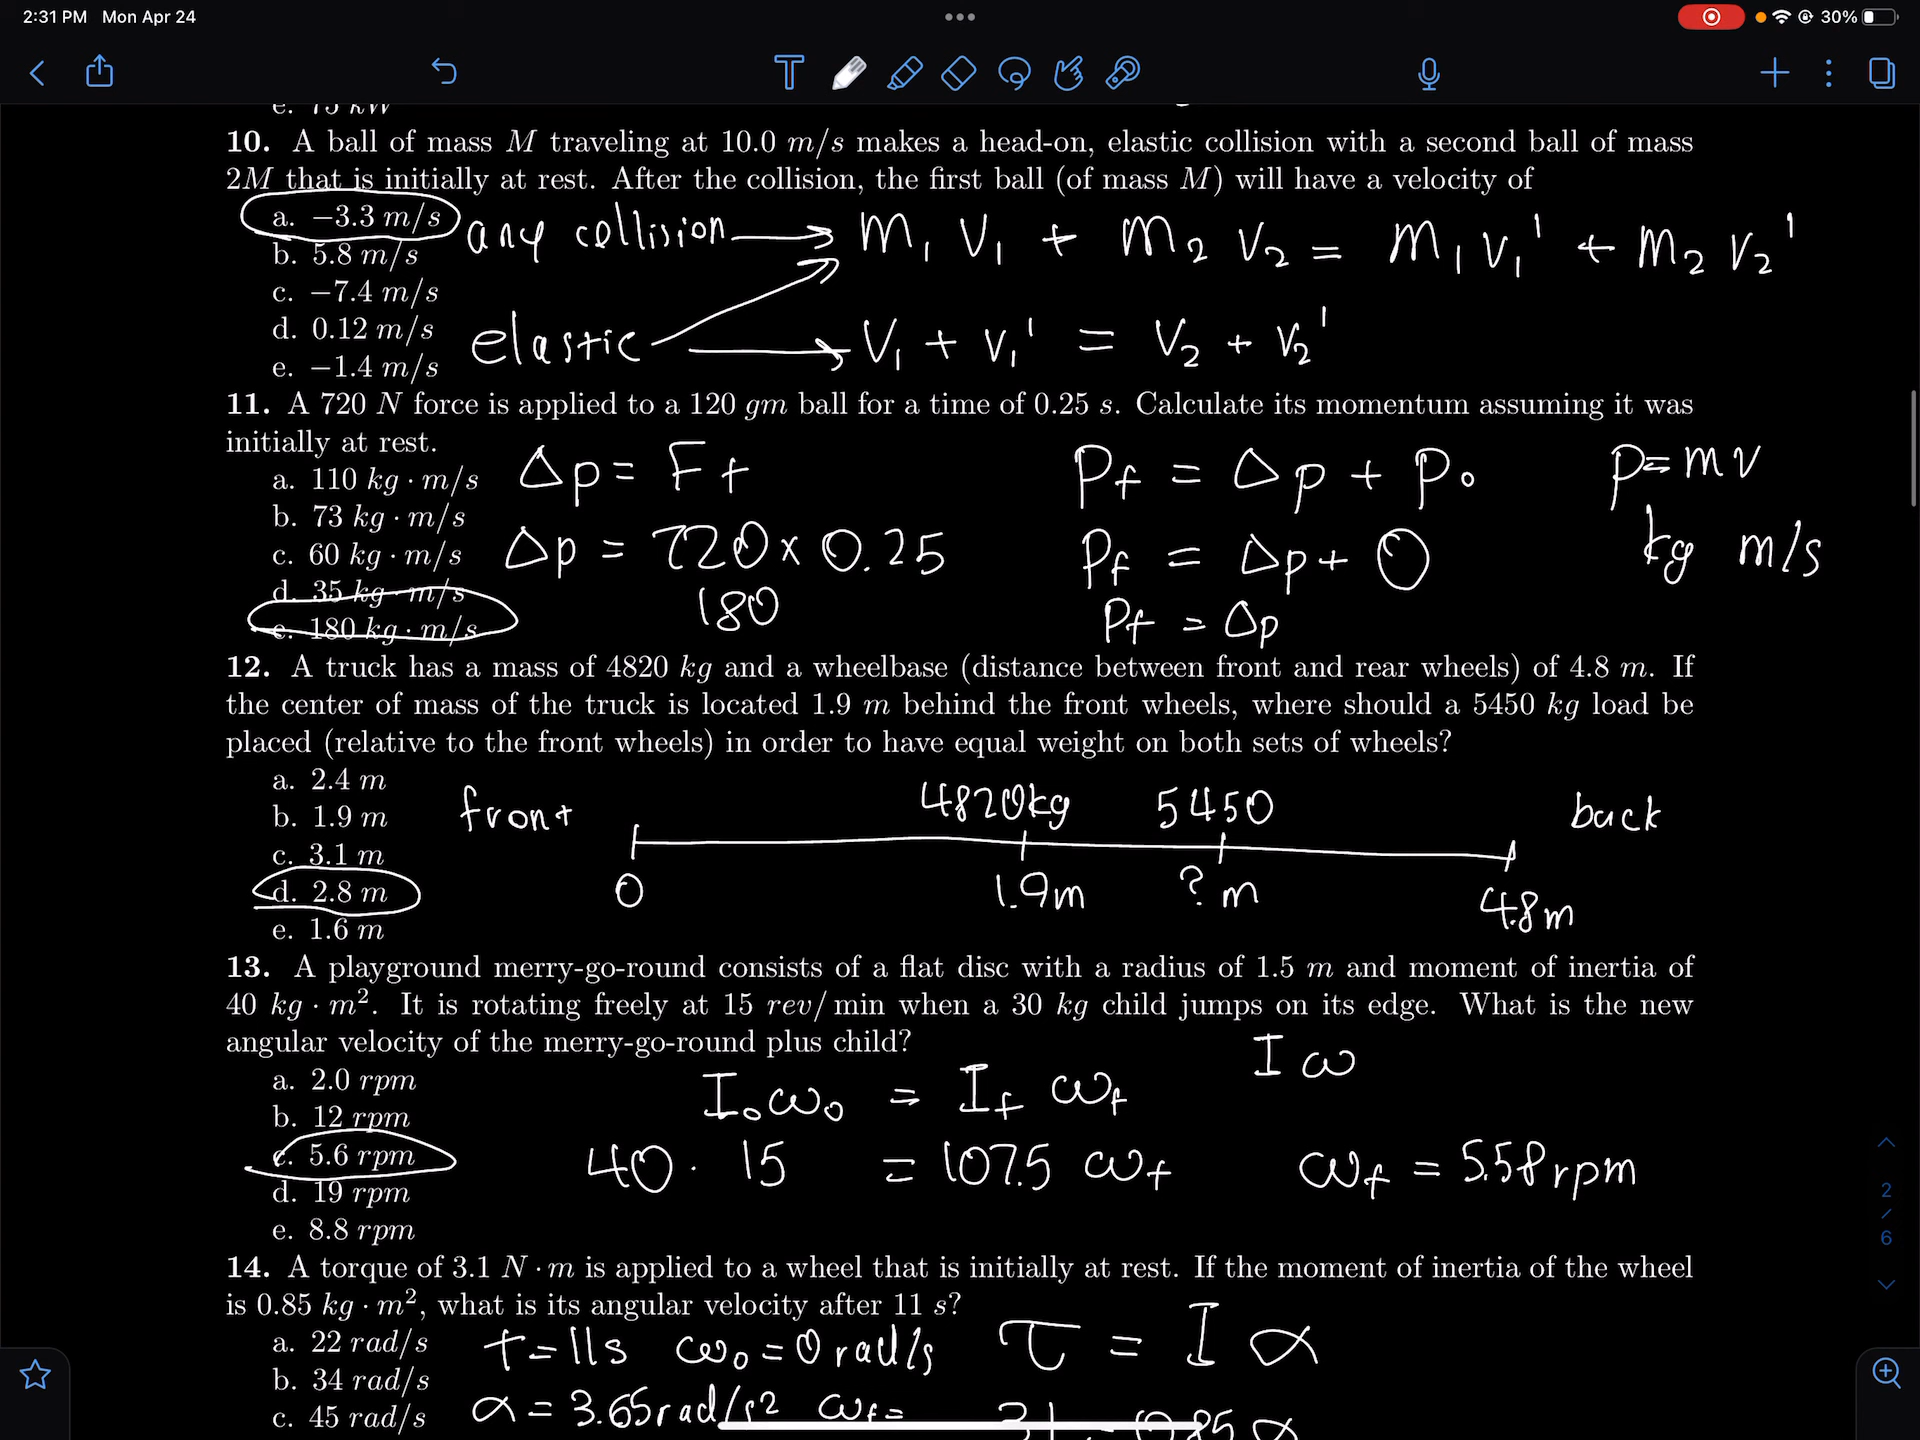 2:31 PM Mon Apr 24
30%
10. A ball of mass M traveling at 10.0 m/s makes a head-on, elastic collision with a second ball of mass
2M that is initially at rest. After the collision, the first ball (of mass M) will have a velocity of
a. −3.3 m/s
b. 5.8 m/s
c. −7.4 m/s
d. 0.12 m/s
e. −1.4 m/s
any collision → m₁ v₁ + m₂ v₂ = m₁ v₁' + m₂ v₂'
elastic → v₁ + v₁' = v₂ + v₂'
11. A 720 N force is applied to a 120 gm ball for a time of 0.25 s. Calculate its momentum assuming it was
initially at rest.
a. 110 kg · m/s
b. 73 kg · m/s
c. 60 kg · m/s
d. 35 kg · m/s
e. 180 kg · m/s
Δp = Ft
Δp = 720 x 0.25
180
Pf = Δp + P₀
Pf = Δp + 0
Pf = Δp
p = mv
kg m/s
12. A truck has a mass of 4820 kg and a wheelbase (distance between front and rear wheels) of 4.8 m. If
the center of mass of the truck is located 1.9 m behind the front wheels, where should a 5450 kg load be
placed (relative to the front wheels) in order to have equal weight on both sets of wheels?
a. 2.4 m
b. 1.9 m
c. 3.1 m
d. 2.8 m
e. 1.6 m
front 4820kg 5450 back
0 1.9m ? m 4.8m
13. A playground merry-go-round consists of a flat disc with a radius of 1.5 m and moment of inertia of
40 kg · m². It is rotating freely at 15 rev/min when a 30 kg child jumps on its edge. What is the new
angular velocity of the merry-go-round plus child?
a. 2.0 rpm
b. 12 rpm
c. 5.6 rpm
d. 19 rpm
e. 8.8 rpm
I ω
I₀ω₀ = If ωf
40 · 15 = 107.5 ωf
ωf = 5.58 rpm
2
/
6
14. A torque of 3.1 N · m is applied to a wheel that is initially at rest. If the moment of inertia of the wheel
is 0.85 kg · m², what is its angular velocity after 11 s?
a. 22 rad/s
b. 34 rad/s
c. 45 rad/s
t = 11s ω₀ = 0 rad/s τ = I α
α = 3.65 rad/s² ωf =